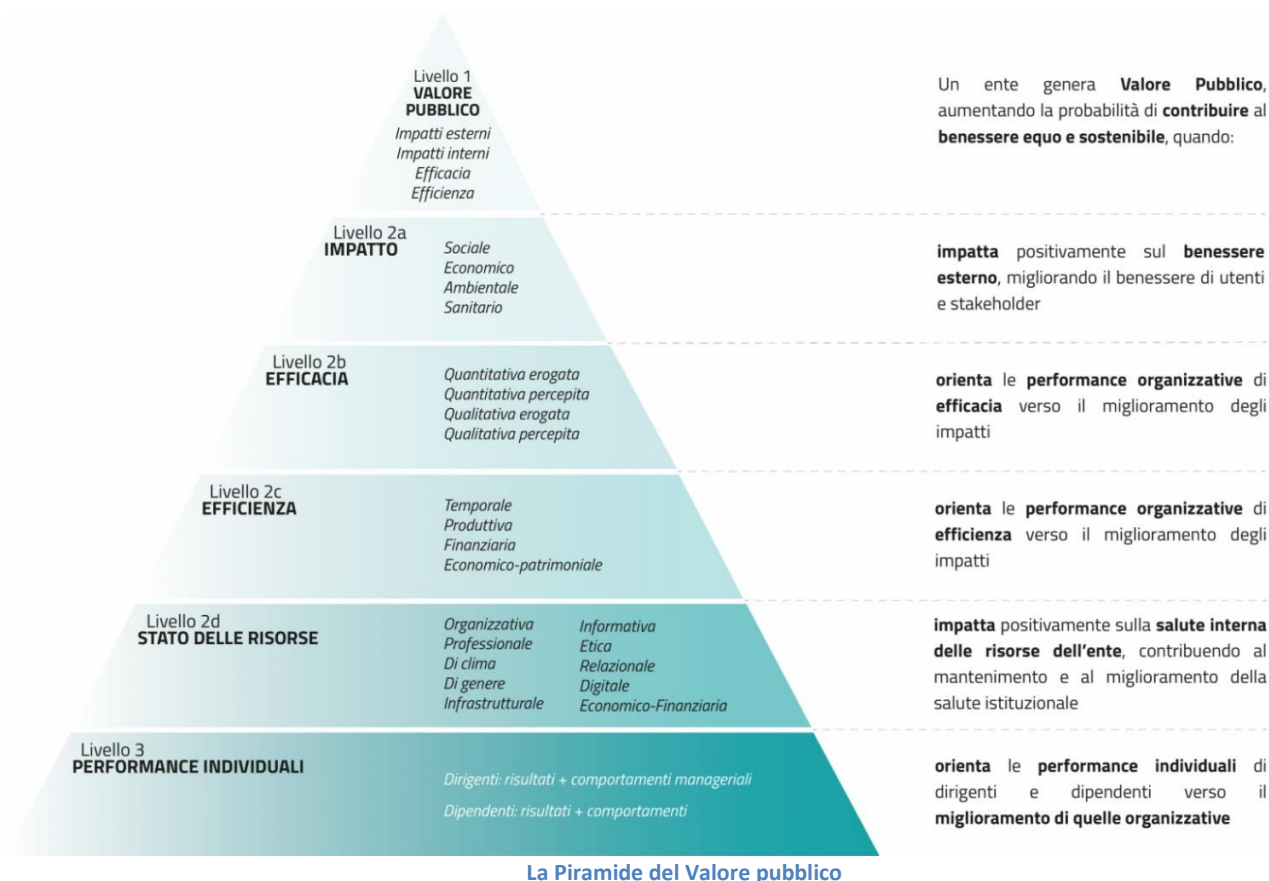 Livello 1
VALORE
PUBBLICO
Impatti esterni
Impatti interni
Efficacia
Efficienza
Un ente genera Valore Pubblico,
aumentando la probabilità di contribuire al
benessere equo e sostenibile, quando:
Livello 2a
IMPATTO
Sociale
Economico
Ambientale
Sanitario
impatta positivamente sul benessere
esterno, migliorando il benessere di utenti
e stakeholder
Livello 2b
EFFICACIA
Quantitativa erogata
Quantitativa percepita
Qualitativa erogata
Qualitativa percepita
orienta le performance organizzative di
efficacia verso il miglioramento degli
impatti
Livello 2c
EFFICIENZA
Temporale
Produttiva
Finanziaria
Economico-patrimoniale
orienta le performance organizzative di
efficienza verso il miglioramento degli
impatti
Livello 2d
STATO DELLE RISORSE
Organizzativa
Professionale
Di clima
Di genere
Infrastrutturale
Informativa
Etica
Relazionale
Digitale
Economico-Finanziaria
impatta positivamente sulla salute interna
delle risorse dell'ente, contribuendo al
mantenimento e al miglioramento della
salute istituzionale
Livello 3
PERFORMANCE INDIVIDUALI
Dirigenti: risultati + comportamenti manageriali
Dipendenti: risultati + comportamenti
orienta le performance individuali di
dirigenti e dipendenti verso il
miglioramento di quelle organizzative
La Piramide del Valore pubblico